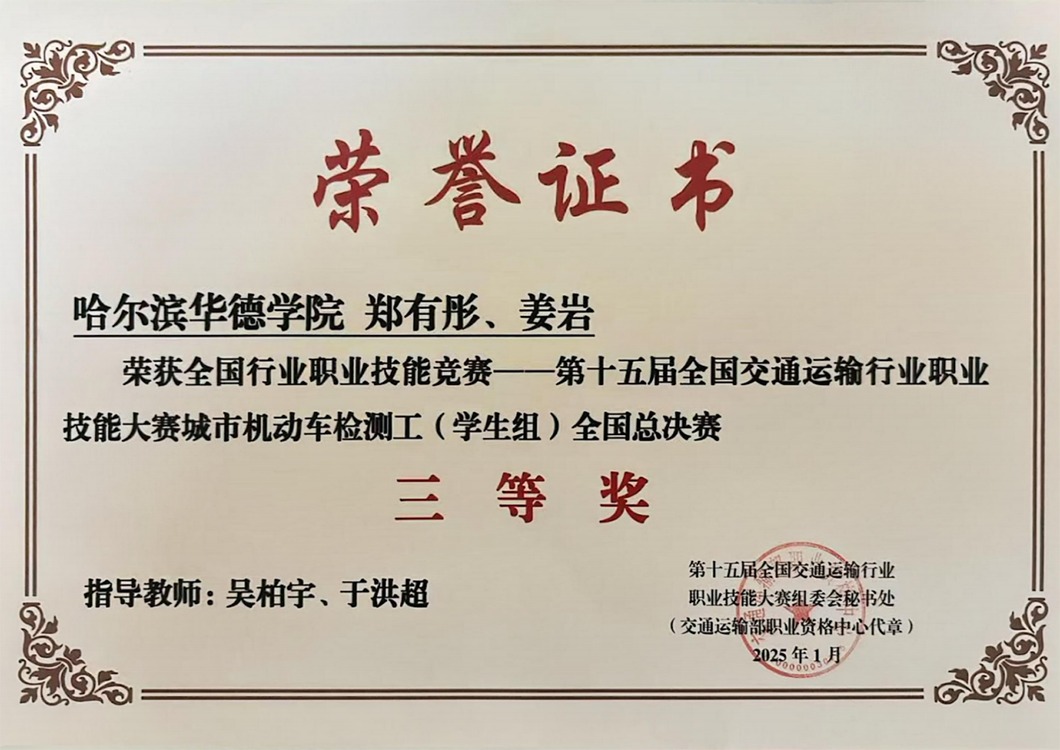 荣誉证书
哈尔滨华德学院 郑有彤、姜岩
荣获全国行业职业技能竞赛——第十五届全国交通运输行业职业
技能大赛城市机动车检测工（学生组）全国总决赛
三等奖
指导教师：吴柏宇、于洪超
第十五届全国交通运输行业
职业技能大赛组委会秘书处
（交通运输部职业资格中心代章）
2025年1月